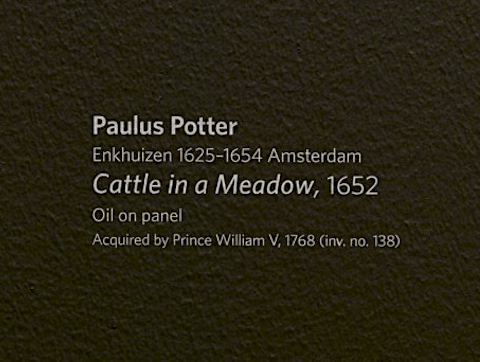 Paulus Potter
Enkhuizen 1625–1654 Amsterdam
Cattle in a Meadow, 1652
Oil on panel
Acquired by Prince William V, 1768 (inv. no. 138)